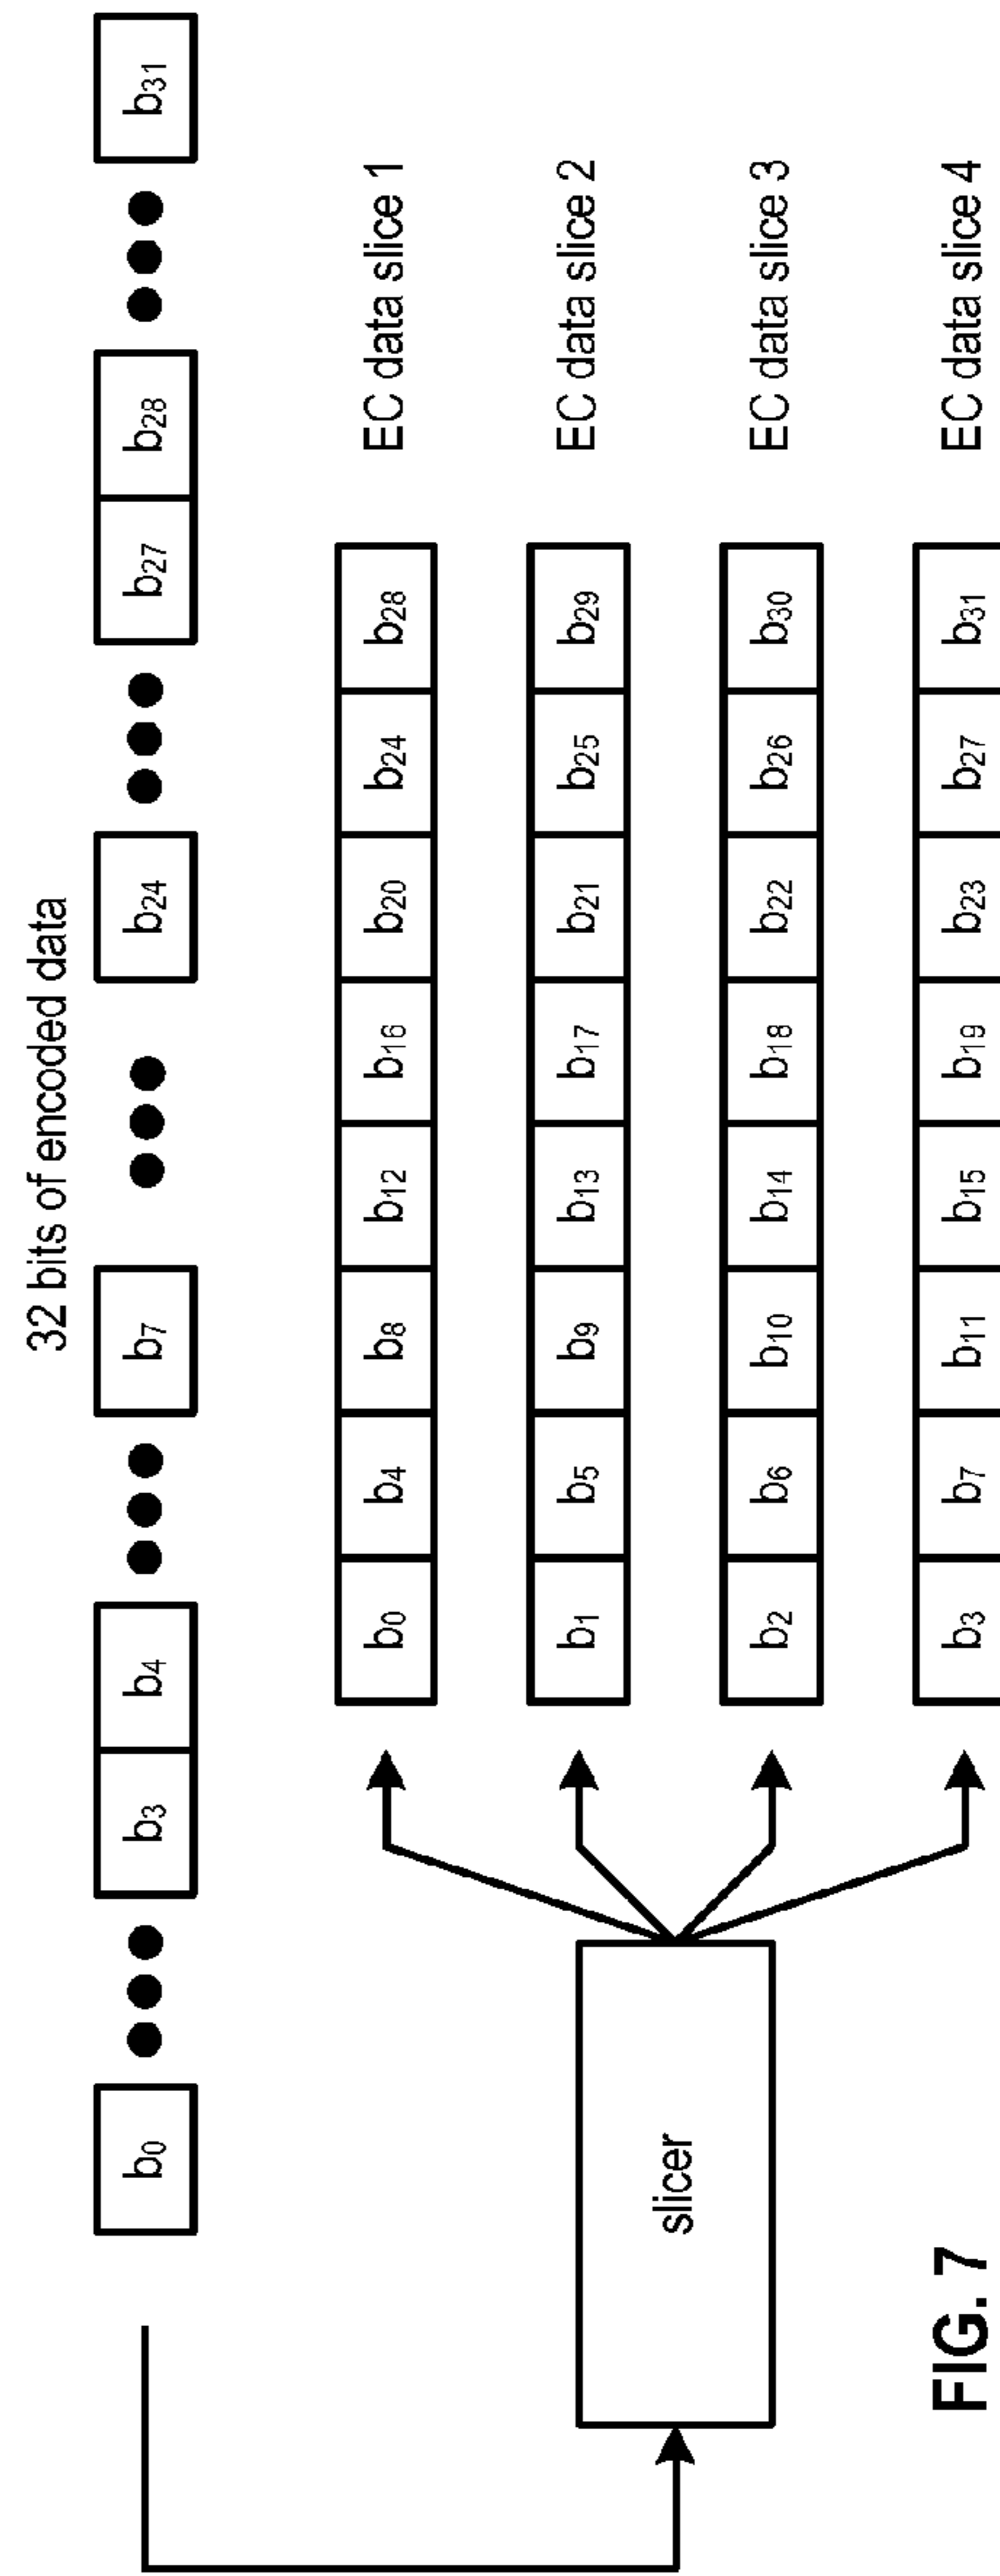 32 bits of encoded data
b0 ●●● b3 b4 ●●● b7 ●●● b24 ●●● b27 b28 ●●● b31
b0 b4 b8 b12 b16 b20 b24 b28 EC data slice 1
b1 b5 b9 b13 b17 b21 b25 b29 EC data slice 2
slicer
b2 b6 b10 b14 b18 b22 b26 b30 EC data slice 3
b3 b7 b11 b15 b19 b23 b27 b31 EC data slice 4
FIG. 7